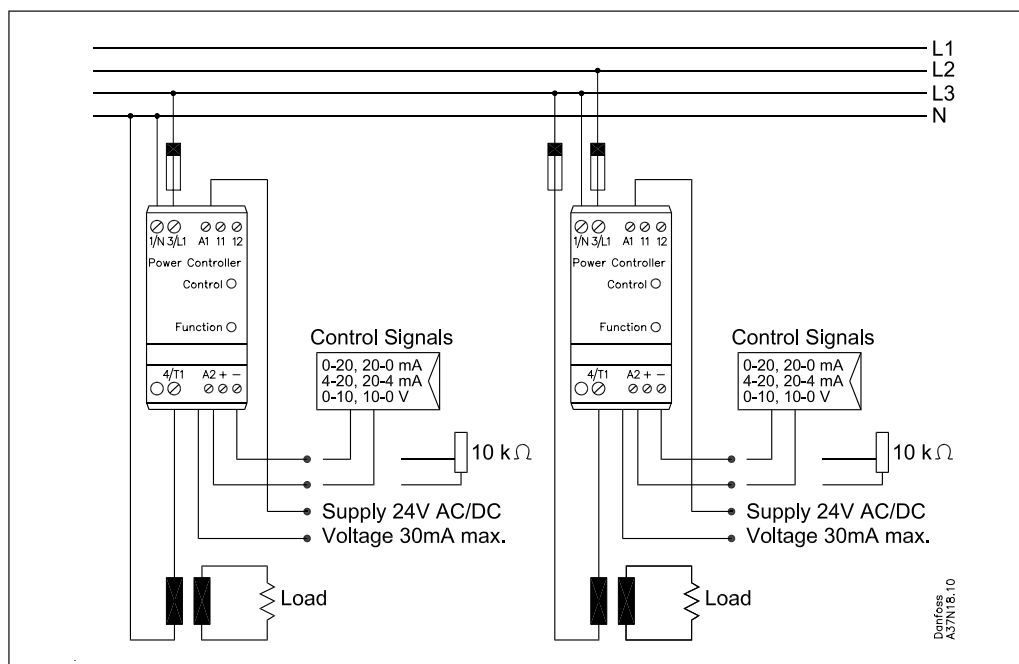 L1
L2
L3
N
1/N 3/L1 A1 11 12
Power Controller
Control
Function
4/T1 A2 + −
Control Signals
0-20, 20-0 mA
4-20, 20-4 mA
0-10, 10-0 V
10 kΩ
Supply 24V AC/DC
Voltage 30mA max.
Load
1/N 3/L1 A1 11 12
Power Controller
Control
Function
4/T1 A2 + −
Control Signals
0-20, 20-0 mA
4-20, 20-4 mA
0-10, 10-0 V
10 kΩ
Supply 24V AC/DC
Voltage 30mA max.
Load
Danfoss
A37N18.10